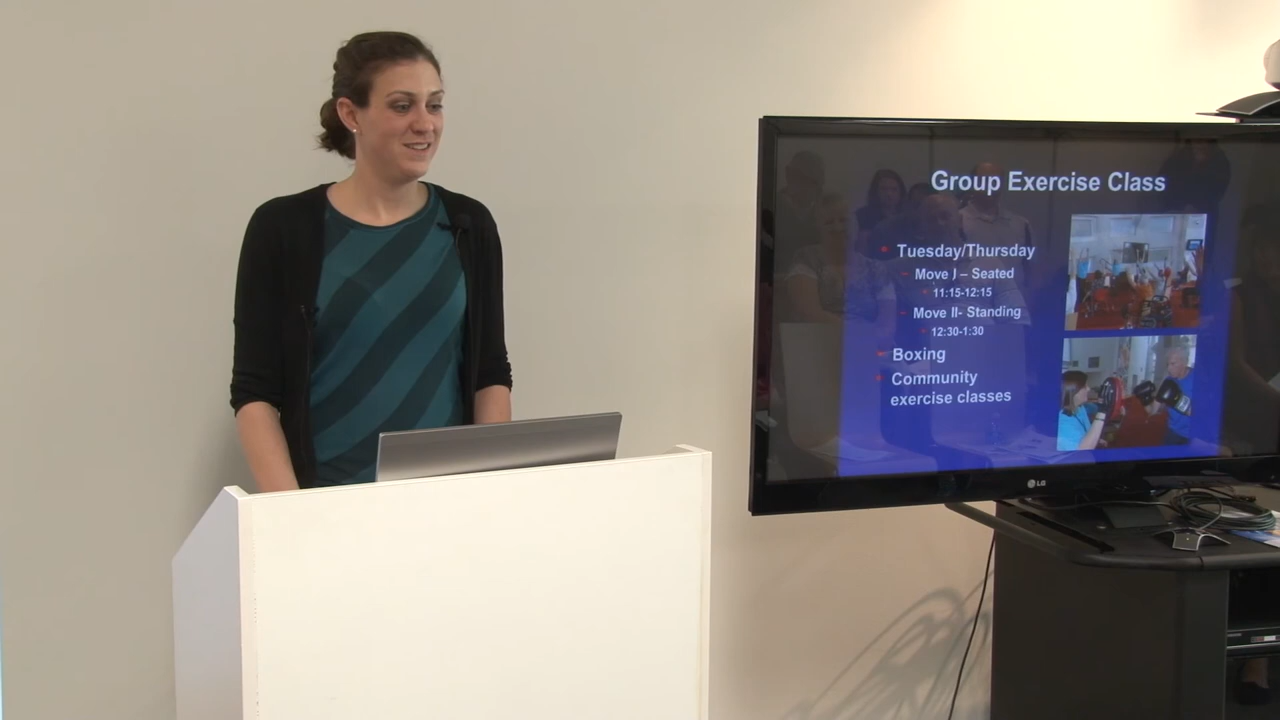 Group Exercise Class
Tuesday/Thursday
Move I – Seated
11:15-12:15
Move II- Standing
12:30-1:30
Boxing
Community
exercise classes
LG